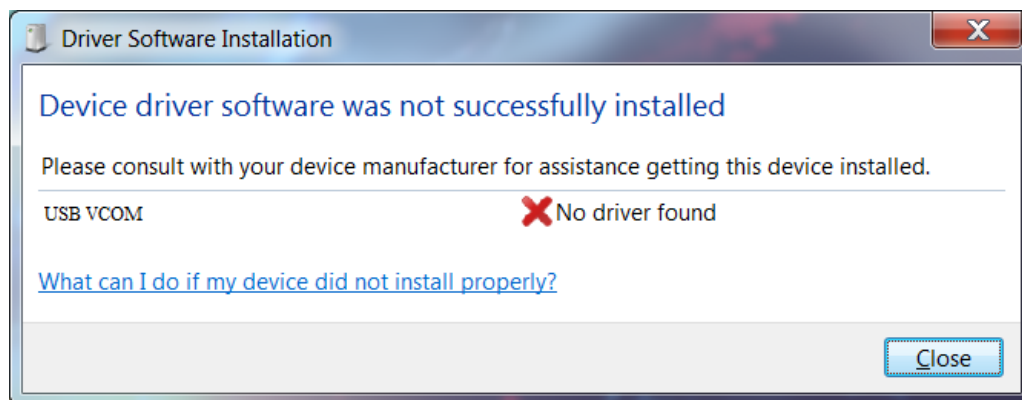 Driver Software Installation
Device driver software was not successfully installed
Please consult with your device manufacturer for assistance getting this device installed.
USB VCOM No driver found
What can I do if my device did not install properly?
Close